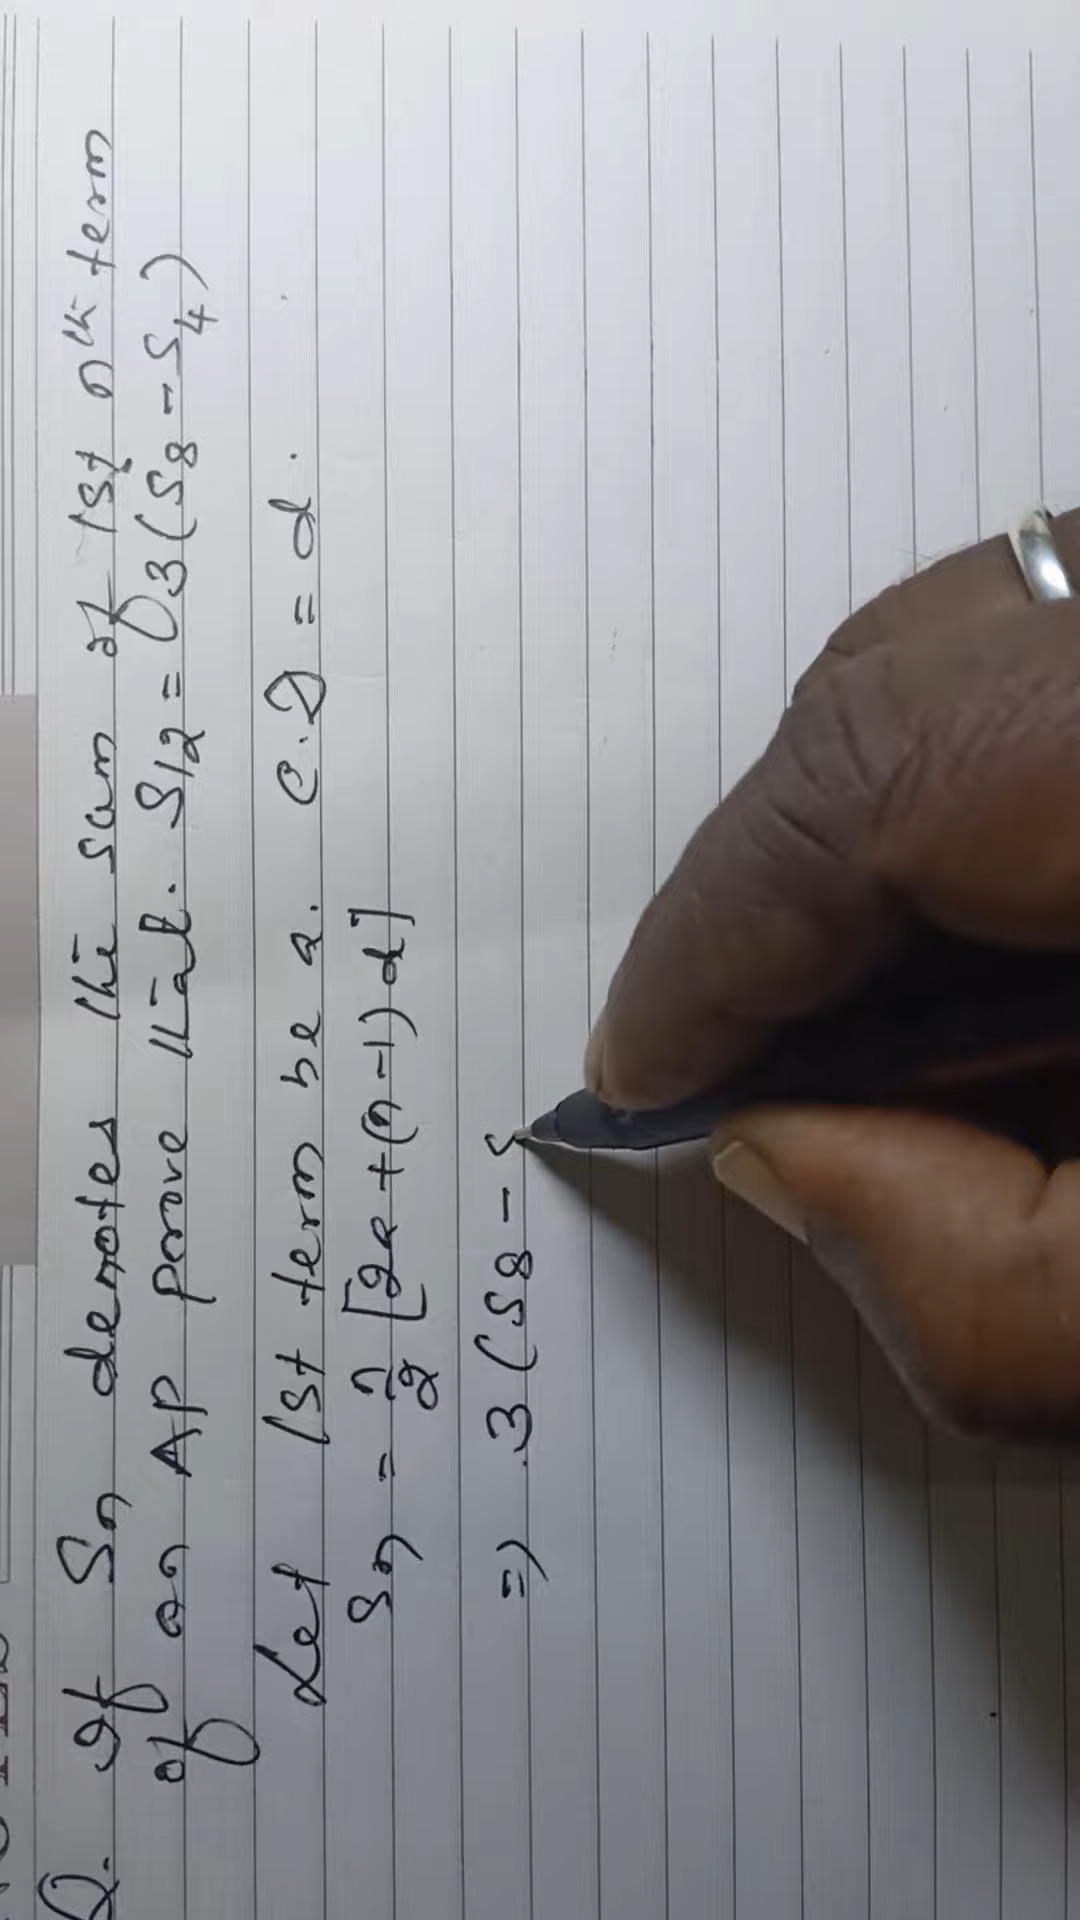 Q. If Sn denotes the sum of 1st nth term
of an AP prove that. S12 = 3(S8 - S4)
Let 1st term be a. C.D = d.
Sn = n/2 [2a+(n-1)d]
=> 3(S8 - S